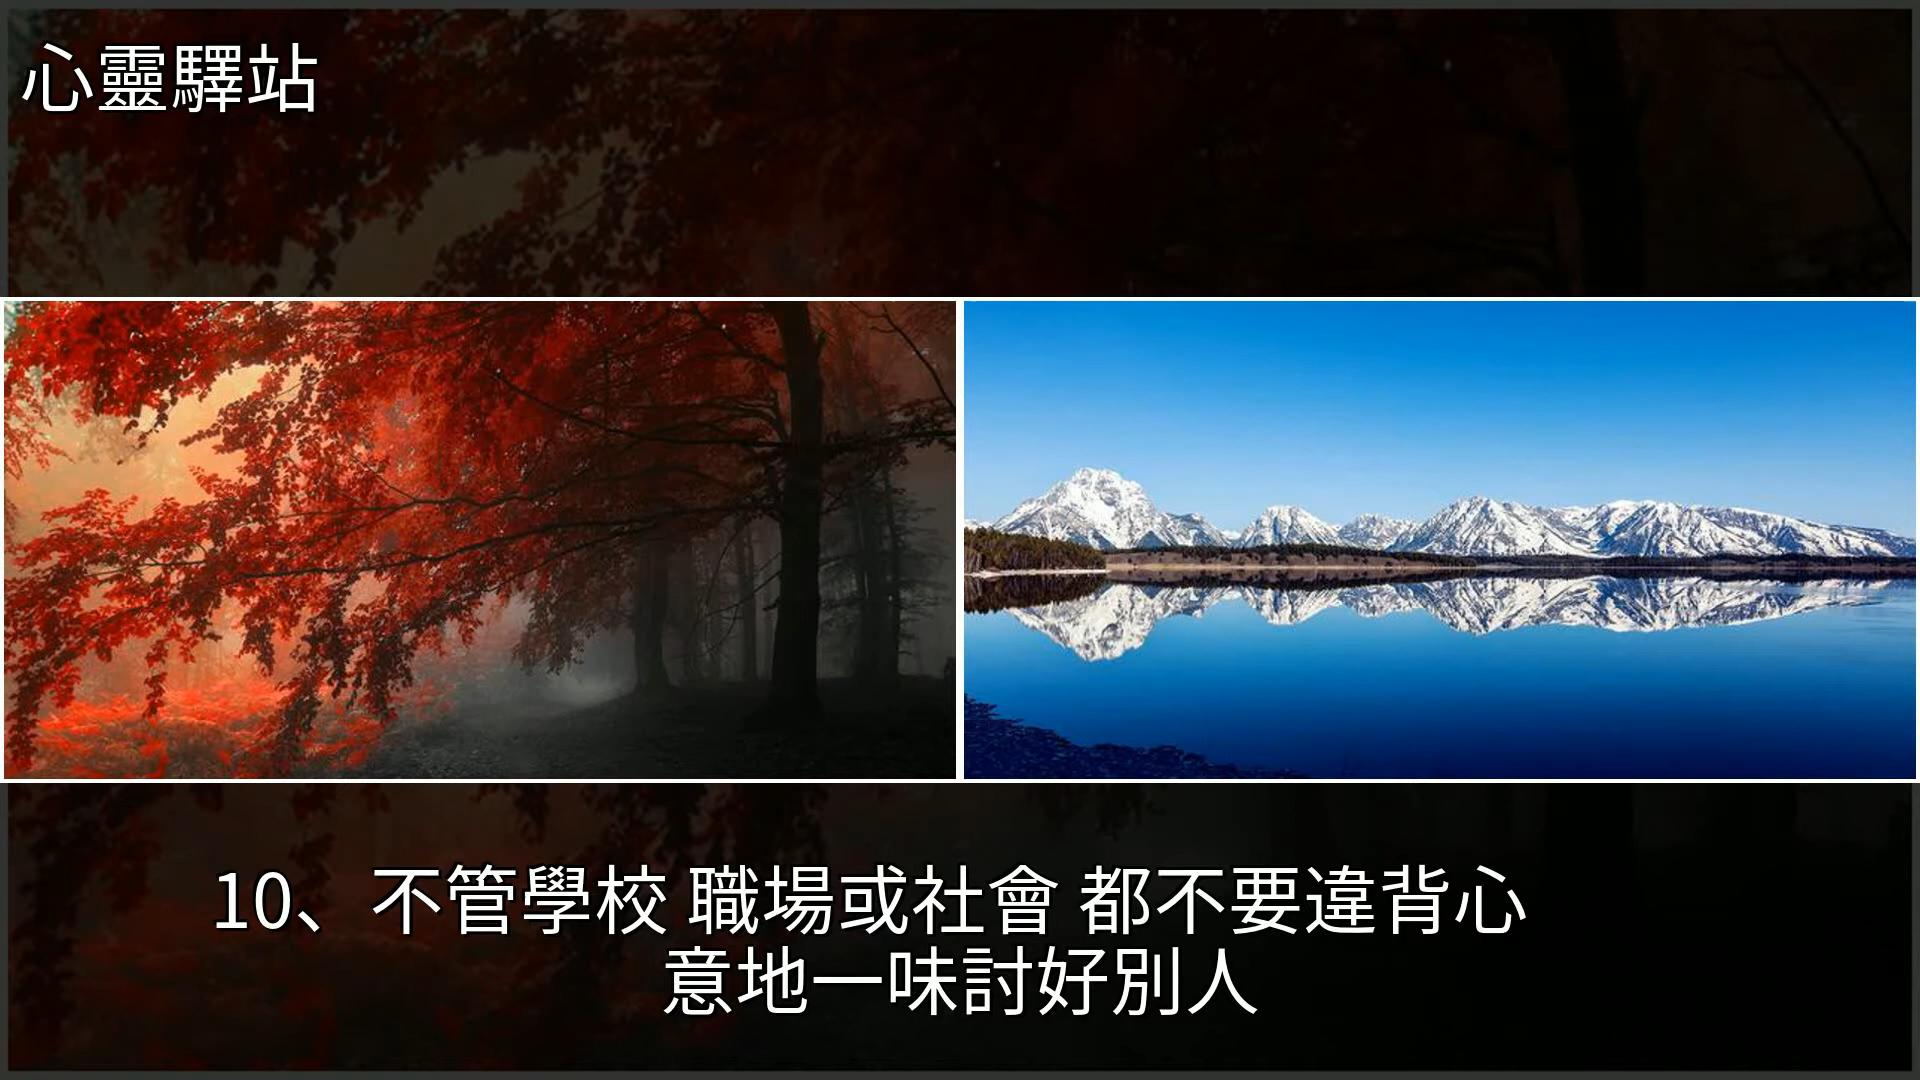 心靈驛站
10、不管學校 職場或社會 都不要違背心
意地一味討好別人